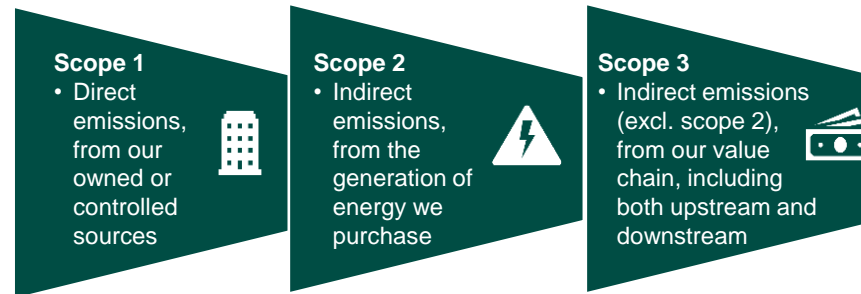 Scope 1
• Direct
emissions,
from our
owned or
controlled
sources
Scope 2
• Indirect
emissions,
from the
generation of
energy we
purchase
Scope 3
• Indirect emissions
(excl. scope 2),
from our value
chain, including
both upstream and
downstream